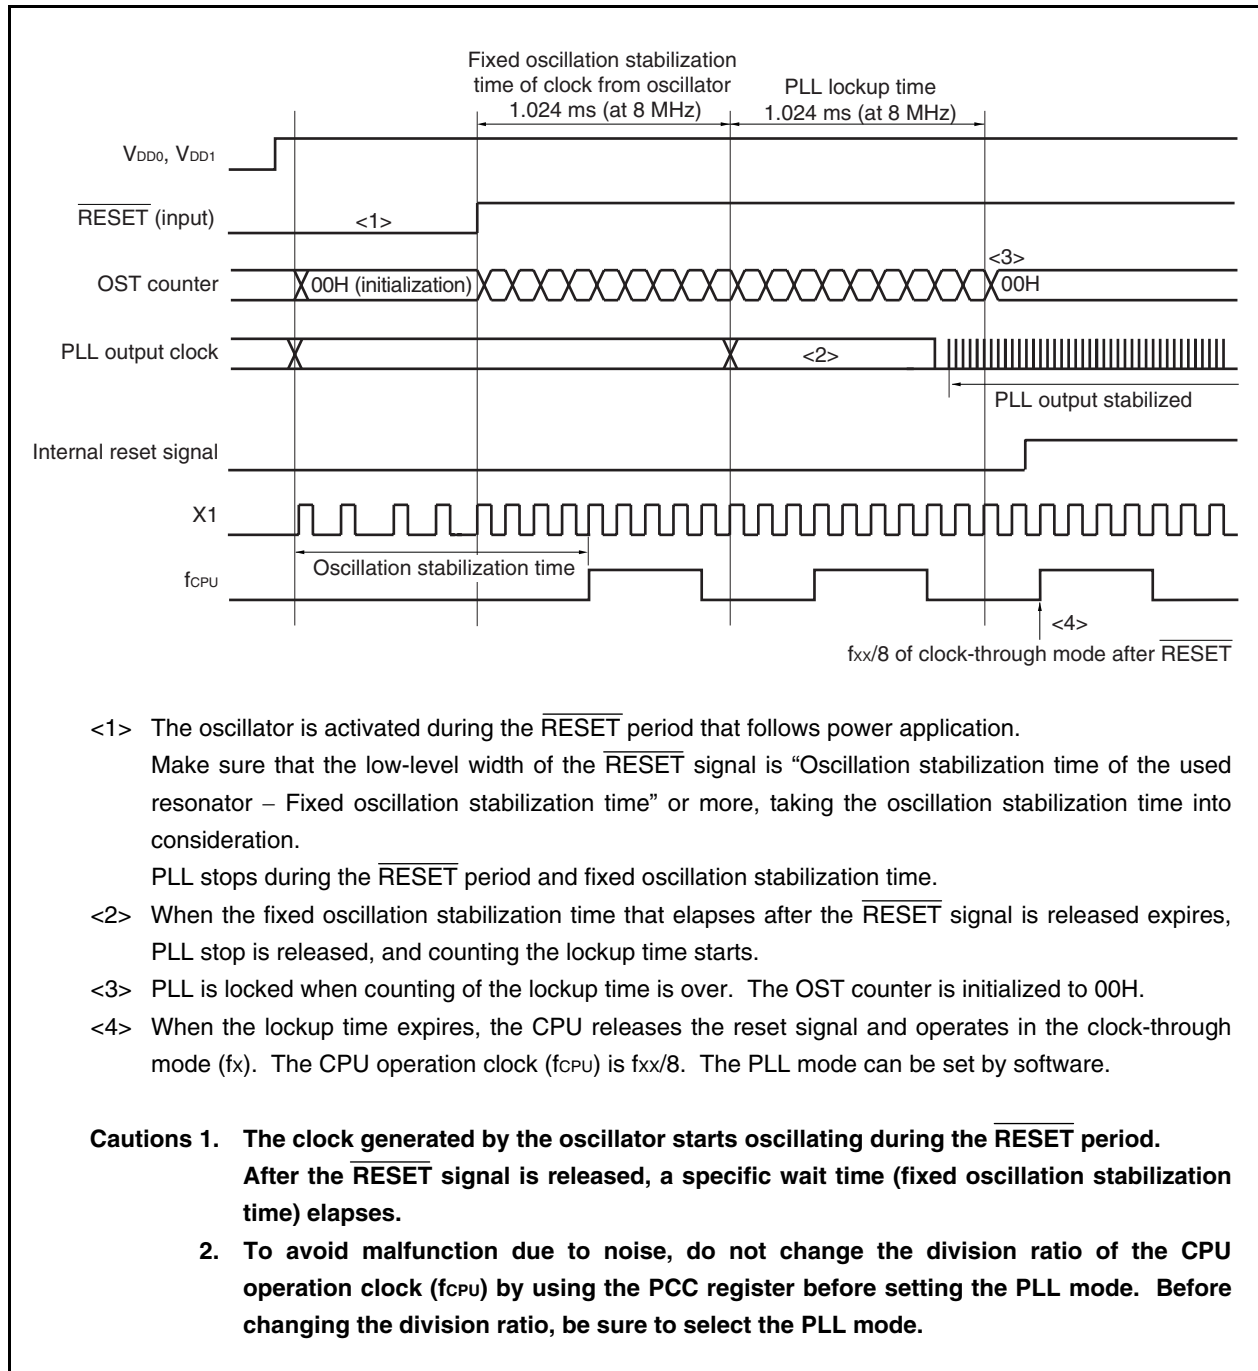 Fixed oscillation stabilization
time of clock from oscillator
1.024 ms (at 8 MHz)
PLL lockup time
1.024 ms (at 8 MHz)
VDD0, VDD1
RESET (input)
<1>
<3>
OST counter
00H (initialization)
00H
PLL output clock
<2>
PLL output stabilized
Internal reset signal
X1
Oscillation stabilization time
fCPU
<4>
fxx/8 of clock-through mode after RESET
<1> The oscillator is activated during the RESET period that follows power application.
Make sure that the low-level width of the RESET signal is “Oscillation stabilization time of the used
resonator – Fixed oscillation stabilization time” or more, taking the oscillation stabilization time into
consideration.
PLL stops during the RESET period and fixed oscillation stabilization time.
<2> When the fixed oscillation stabilization time that elapses after the RESET signal is released expires,
PLL stop is released, and counting the lockup time starts.
<3> PLL is locked when counting of the lockup time is over. The OST counter is initialized to 00H.
<4> When the lockup time expires, the CPU releases the reset signal and operates in the clock-through
mode (fx). The CPU operation clock (fCPU) is fxx/8. The PLL mode can be set by software.
Cautions 1. The clock generated by the oscillator starts oscillating during the RESET period.
After the RESET signal is released, a specific wait time (fixed oscillation stabilization
time) elapses.
2. To avoid malfunction due to noise, do not change the division ratio of the CPU
operation clock (fCPU) by using the PCC register before setting the PLL mode. Before
changing the division ratio, be sure to select the PLL mode.